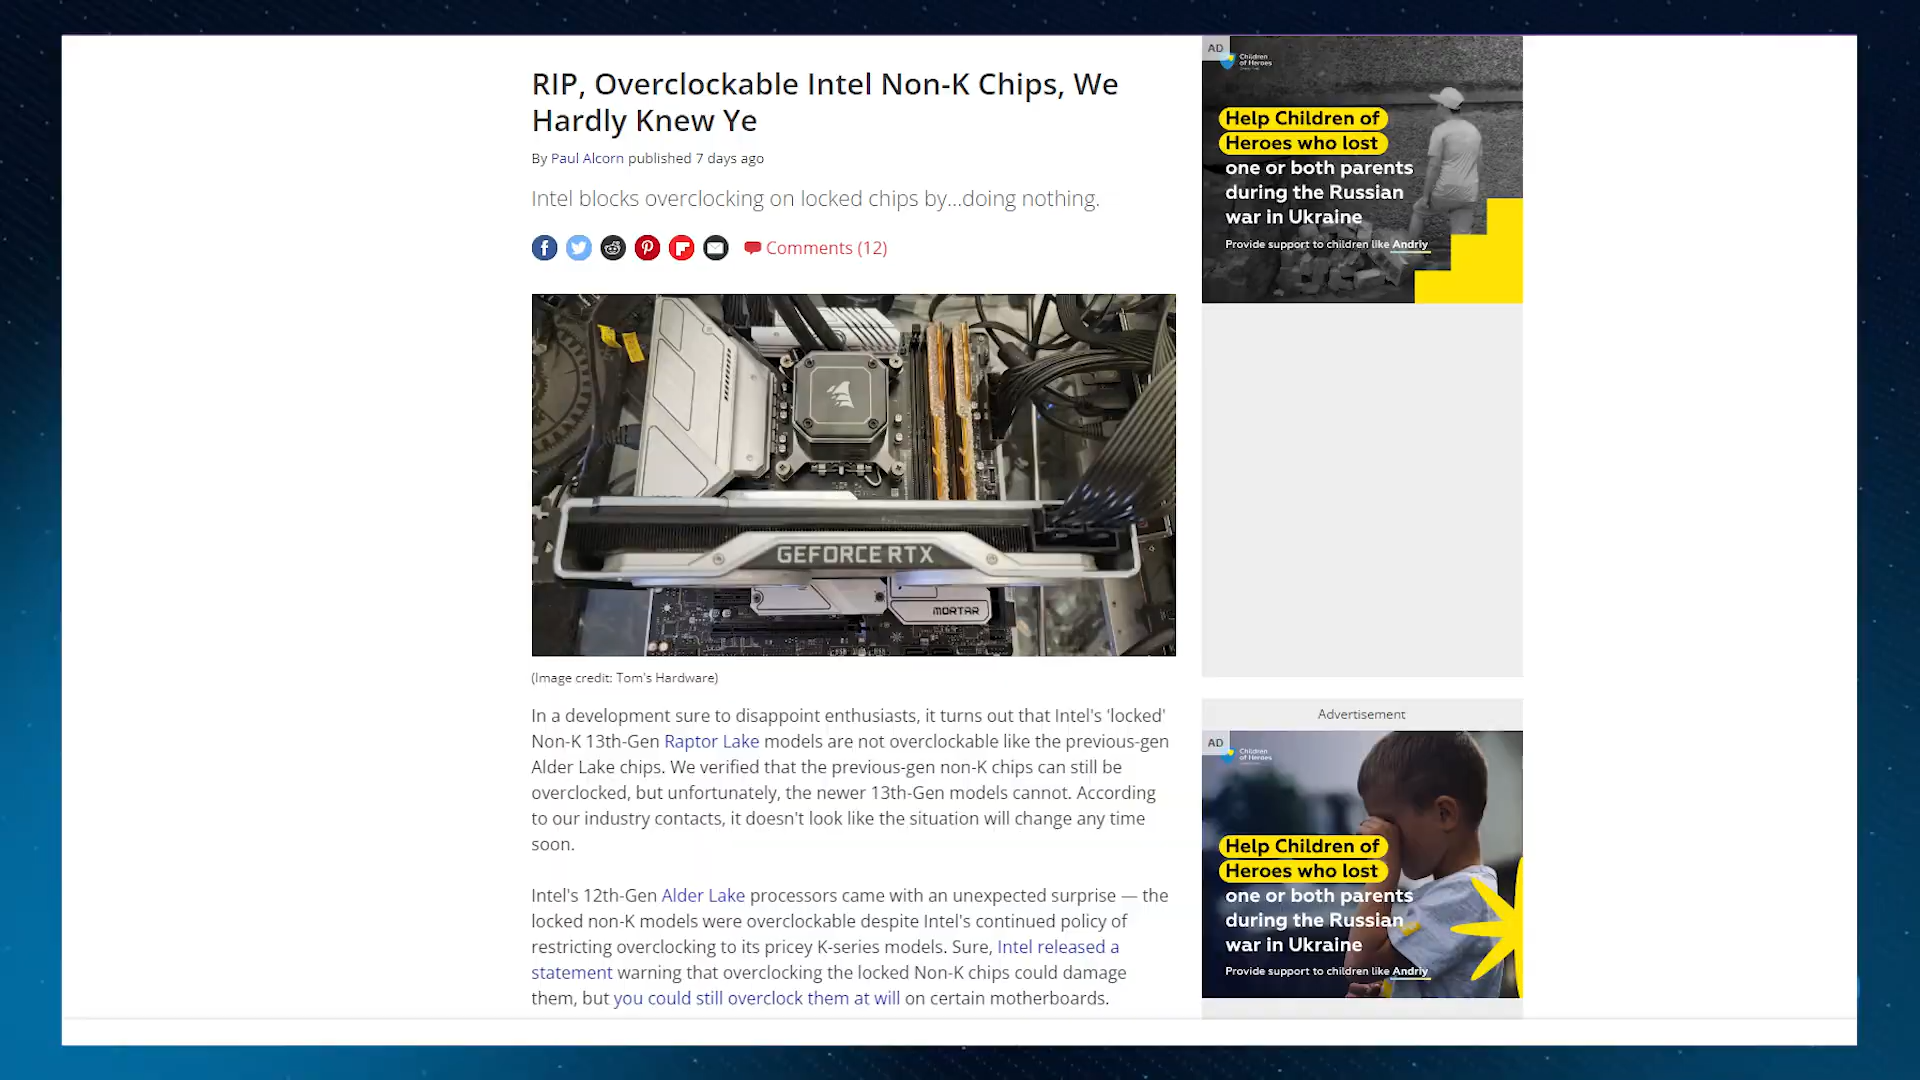 RIP, Overclockable Intel Non-K Chips, We
Hardly Knew Ye
By Paul Alcorn published 7 days ago
Intel blocks overclocking on locked chips by...doing nothing.
Comments (12)
GEFORCE RTX
MORTAR
(Image credit: Tom's Hardware)
In a development sure to disappoint enthusiasts, it turns out that Intel's 'locked'
Non-K 13th-Gen Raptor Lake models are not overclockable like the previous-gen
Alder Lake chips. We verified that the previous-gen non-K chips can still be
overclocked, but unfortunately, the newer 13th-Gen models cannot. According
to our industry contacts, it doesn't look like the situation will change any time
soon.
Intel's 12th-Gen Alder Lake processors came with an unexpected surprise — the
locked non-K models were overclockable despite Intel's continued policy of
restricting overclocking to its pricey K-series models. Sure, Intel released a
statement warning that overclocking the locked Non-K chips could damage
them, but you could still overclock them at will on certain motherboards.
AD
Children
of Heroes
Help Children of
Heroes who lost
one or both parents
during the Russian
war in Ukraine
Provide support to children like Andriy
Advertisement
AD
Children
of Heroes
Help Children of
Heroes who lost
one or both parents
during the Russian
war in Ukraine
Provide support to children like Andriy